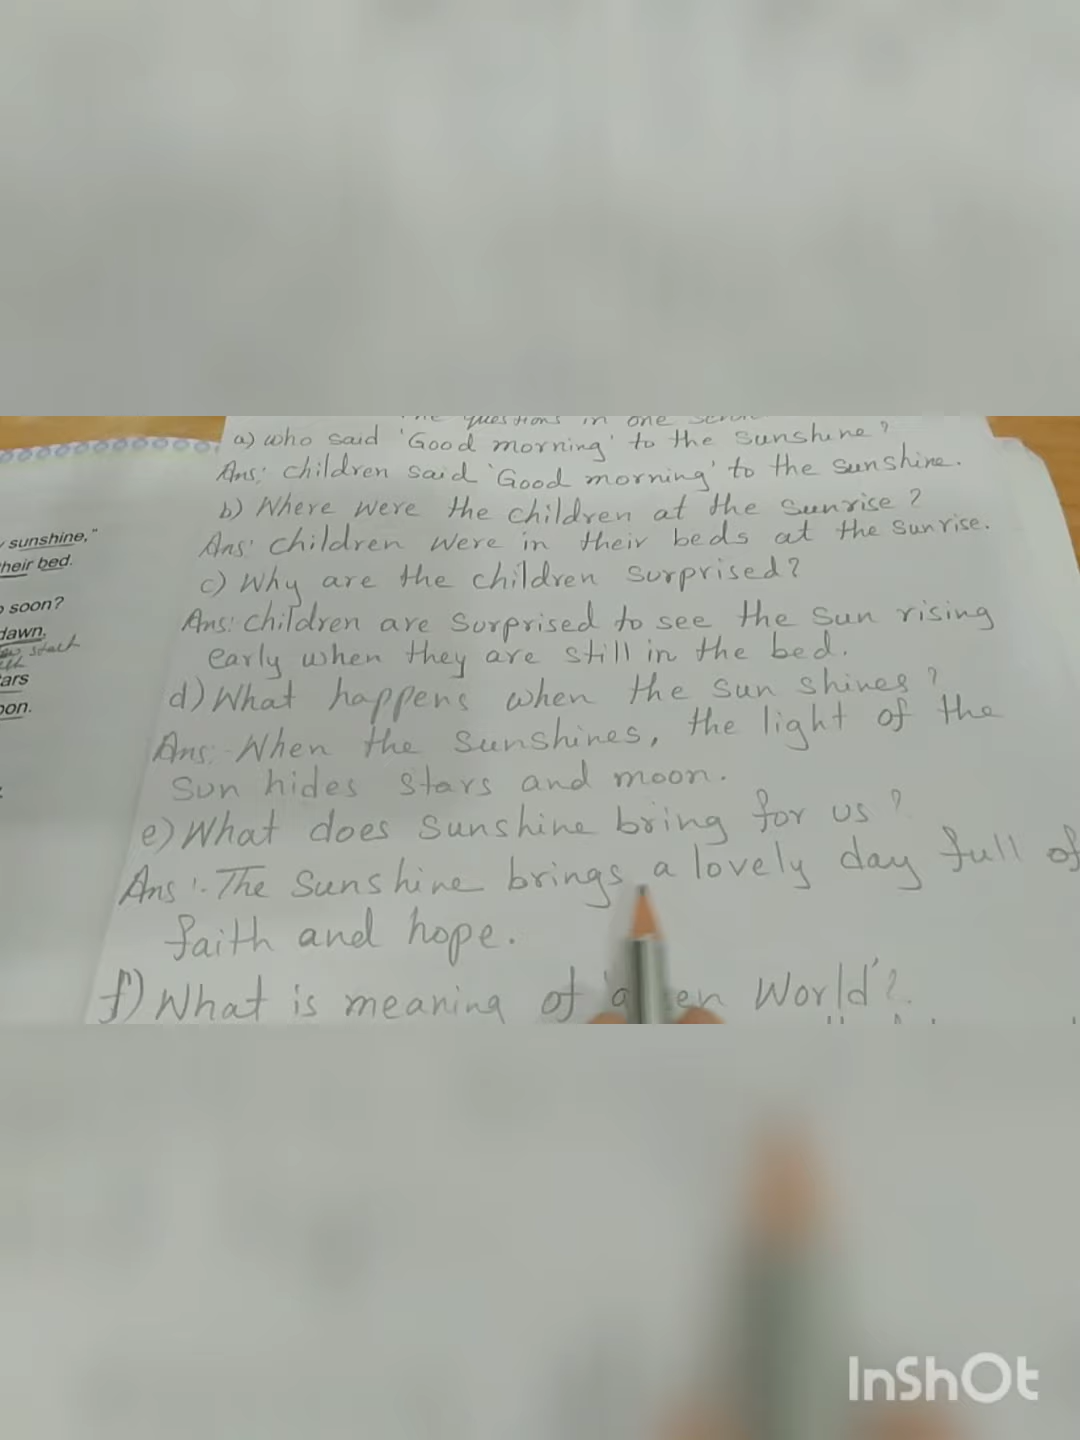 questions in one
a) who said 'Good morning' to the sunshine?
Ans: children said 'Good morning' to the sunshine.
b) Where were the children at the sunrise?
Ans: children were in their beds at the sunrise.
c) Why are the children surprised?
Ans: children are surprised to see the sun rising
early when they are still in the bed.
d) What happens when the sun shines?
Ans:- When the sunshines, the light of the
sun hides stars and moon.
e) What does sunshine bring for us?
Ans:- The sunshine brings a lovely day full of
faith and hope.
f) What is meaning of World'?
sunshine,"
heir bed.
soon?
dawn,
ars
oon.
InShOt